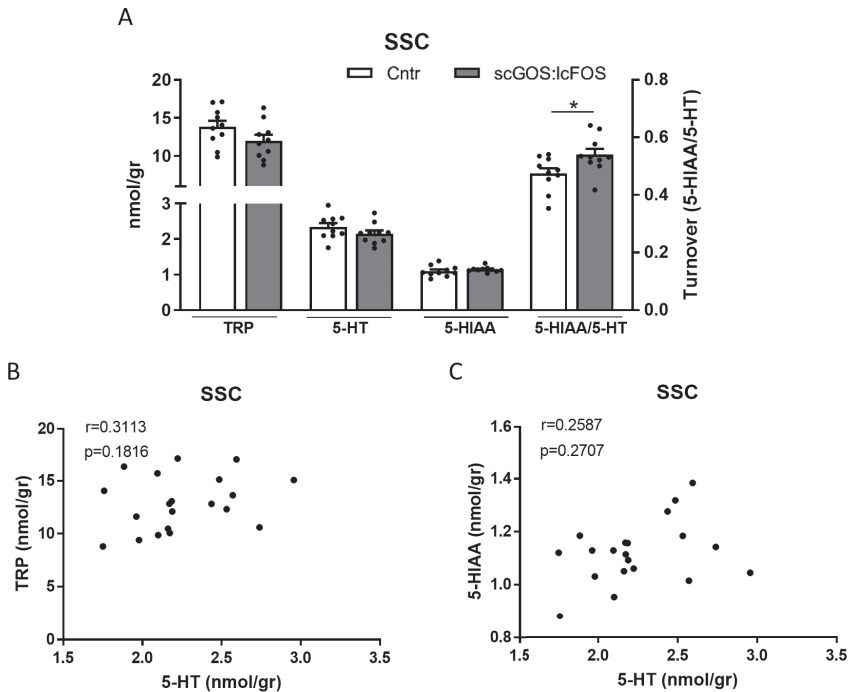 A
SSC
Cntr scGOS:lcFOS
nmol/gr
20
15
10
3
2
1
0
*
0.8
0.6
0.4
0.2
0.0
Turnover (5-HIAA/5-HT)
TRP 5-HT 5-HIAA 5-HIAA/5-HT
B
SSC
r=0.3113
p=0.1816
TRP (nmol/gr)
20
15
10
5
0
1.5 2.0 2.5 3.0 3.5
5-HT (nmol/gr)
C
SSC
r=0.2587
p=0.2707
5-HIAA (nmol/gr)
1.6
1.4
1.2
1.0
0.8
1.5 2.0 2.5 3.0 3.5
5-HT (nmol/gr)